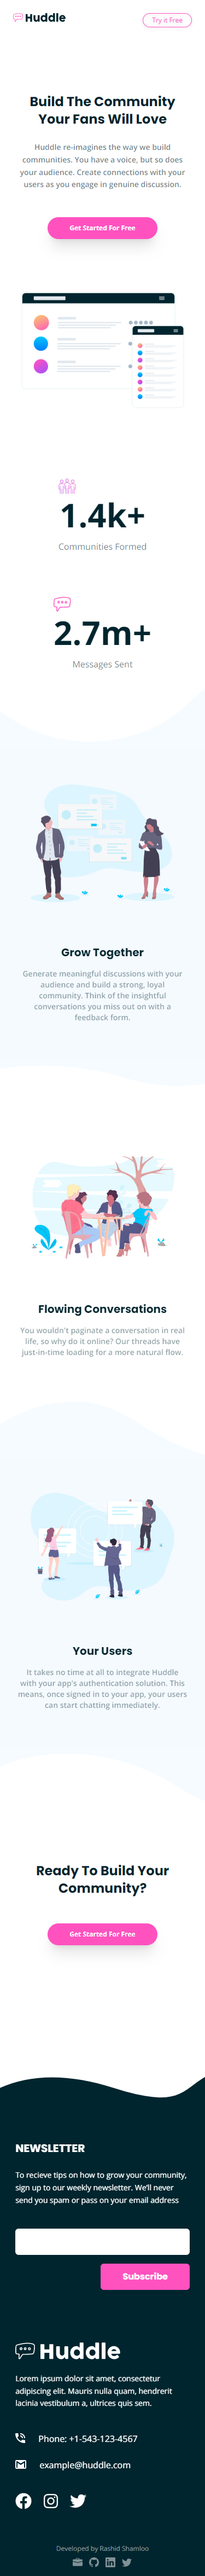 Huddle
Try it Free
Build The Community
Your Fans Will Love
Huddle re-imagines the way we build
communities. You have a voice, but so does
your audience. Create connections with your
users as you engage in genuine discussion.
Get Started For Free
1.4k+
Communities Formed
2.7m+
Messages Sent
Grow Together
Generate meaningful discussions with your
audience and build a strong, loyal
community. Think of the insightful
conversations you miss out on with a
feedback form.
Flowing Conversations
You wouldn't paginate a conversation in real
life, so why do it online? Our threads have
just-in-time loading for a more natural flow.
Your Users
It takes no time at all to integrate Huddle
with your app's authentication solution. This
means, once signed in to your app, your users
can start chatting immediately.
Ready To Build Your
Community?
Get Started For Free
NEWSLETTER
To recieve tips on how to grow your community,
sign up to our weekly newsletter. We'll never
send you spam or pass on your email address
Subscribe
Huddle
Lorem ipsum dolor sit amet, consectetur
adipiscing elit. Mauris nulla quam, hendrerit
lacinia vestibulum a, ultrices quis sem.
Phone: +1-543-123-4567
example@huddle.com
Developed by Rashid Shamloo